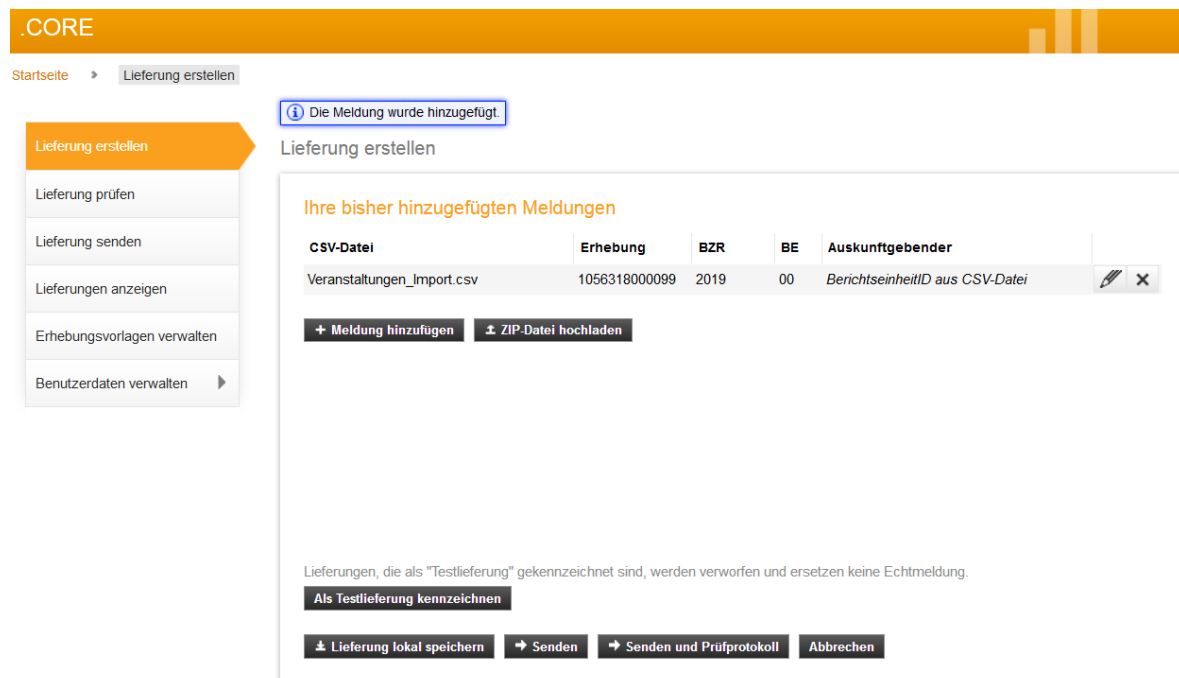 .CORE
Startseite Lieferung erstellen
Die Meldung wurde hinzugefügt.
Lieferung erstellen
Lieferung prüfen
Lieferung senden
Lieferungen anzeigen
Erhebungsvorlagen verwalten
Benutzerdaten verwalten
Lieferung erstellen
Ihre bisher hinzugefügten Meldungen
CSV-Datei Erhebung BZR BE Auskunftgebender
Veranstaltungen_Import.csv 1056318000099 2019 00 BerichtseinheitID aus CSV-Datei
+ Meldung hinzufügen ZIP-Datei hochladen
Lieferungen, die als "Testlieferung" gekennzeichnet sind, werden verworfen und ersetzen keine Echtmeldung.
Als Testlieferung kennzeichnen
Lieferung lokal speichern Senden Senden und Prüfprotokoll Abbrechen